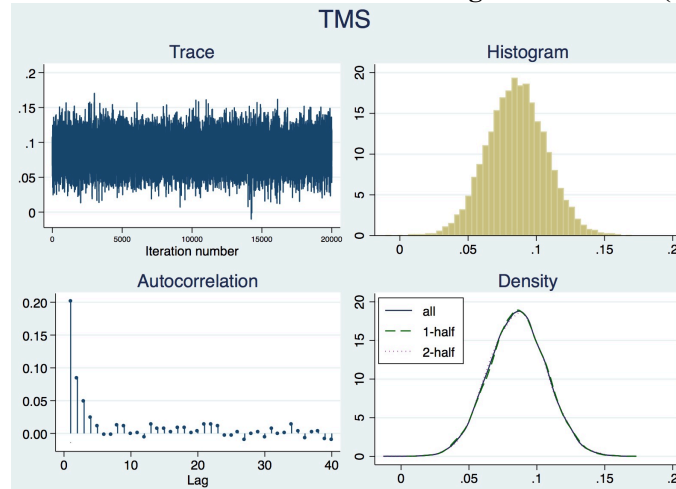 TMS
Trace
.2
.15
.1
.05
0
0 5000 10000 15000 20000
Iteration number
Histogram
20
15
10
5
0
0 .05 .1 .15 .2
Autocorrelation
0.20
0.15
0.10
0.05
0.00
0 10 20 30 40
Lag
Density
20
15
10
5
0
all
1-half
2-half
0 .05 .1 .15 .2